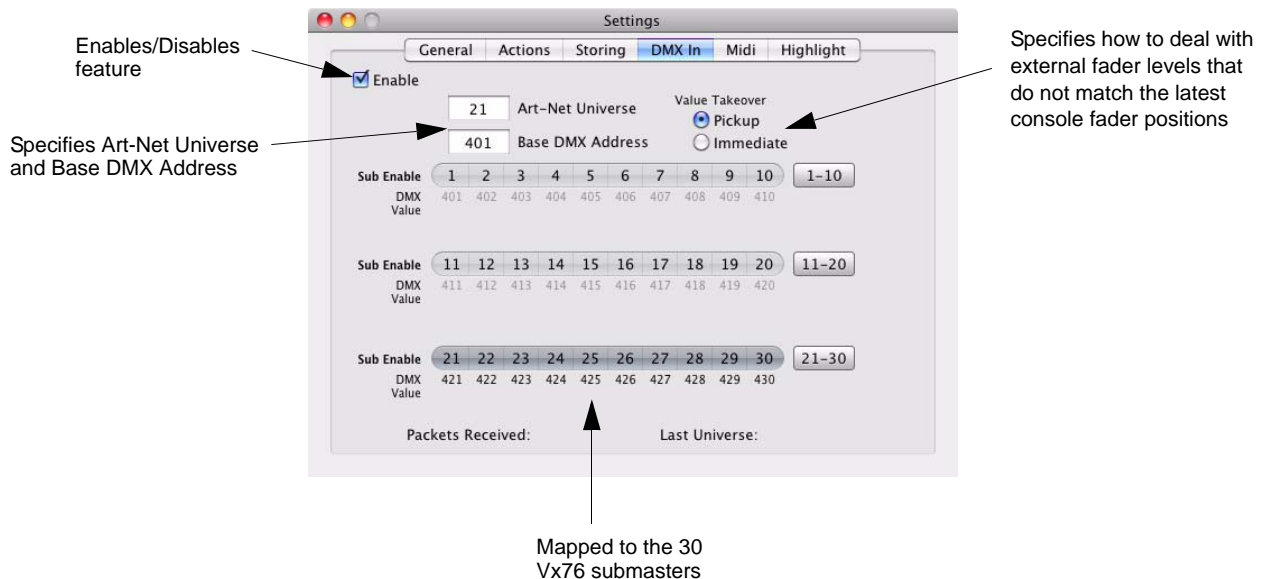 Settings
Enables/Disables
feature
General Actions Storing DMX In Midi Highlight
Specifies how to deal with
external fader levels that
do not match the latest
console fader positions
Enable
21 Art-Net Universe
Value Takeover
Pickup
Specifies Art-Net Universe
and Base DMX Address
401 Base DMX Address
Immediate
Sub Enable 1 2 3 4 5 6 7 8 9 10 1-10
DMX 401 402 403 404 405 406 407 408 409 410
Value
Sub Enable 11 12 13 14 15 16 17 18 19 20 11-20
DMX 411 412 413 414 415 416 417 418 419 420
Value
Sub Enable 21 22 23 24 25 26 27 28 29 30 21-30
DMX 421 422 423 424 425 426 427 428 429 430
Value
Packets Received: Last Universe:
Mapped to the 30
Vx76 submasters